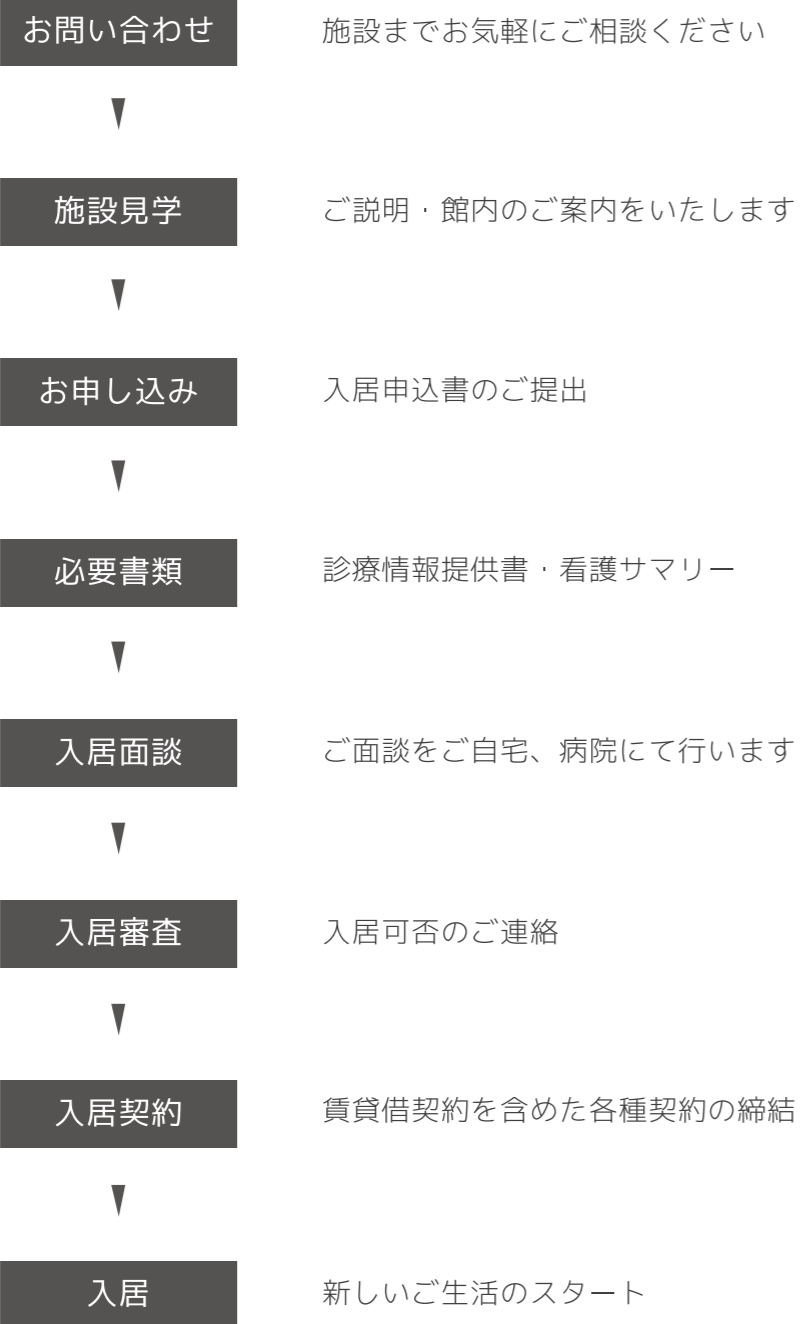 お問い合わせ
施設までお気軽にご相談ください
施設見学
ご説明・館内のご案内をいたします
お申し込み
入居申込書のご提出
必要書類
診療情報提供書・看護サマリー
入居面談
ご面談をご自宅、病院にて行います
入居審査
入居可否のご連絡
入居契約
賃貸借契約を含めた各種契約の締結
入居
新しいご生活のスタート